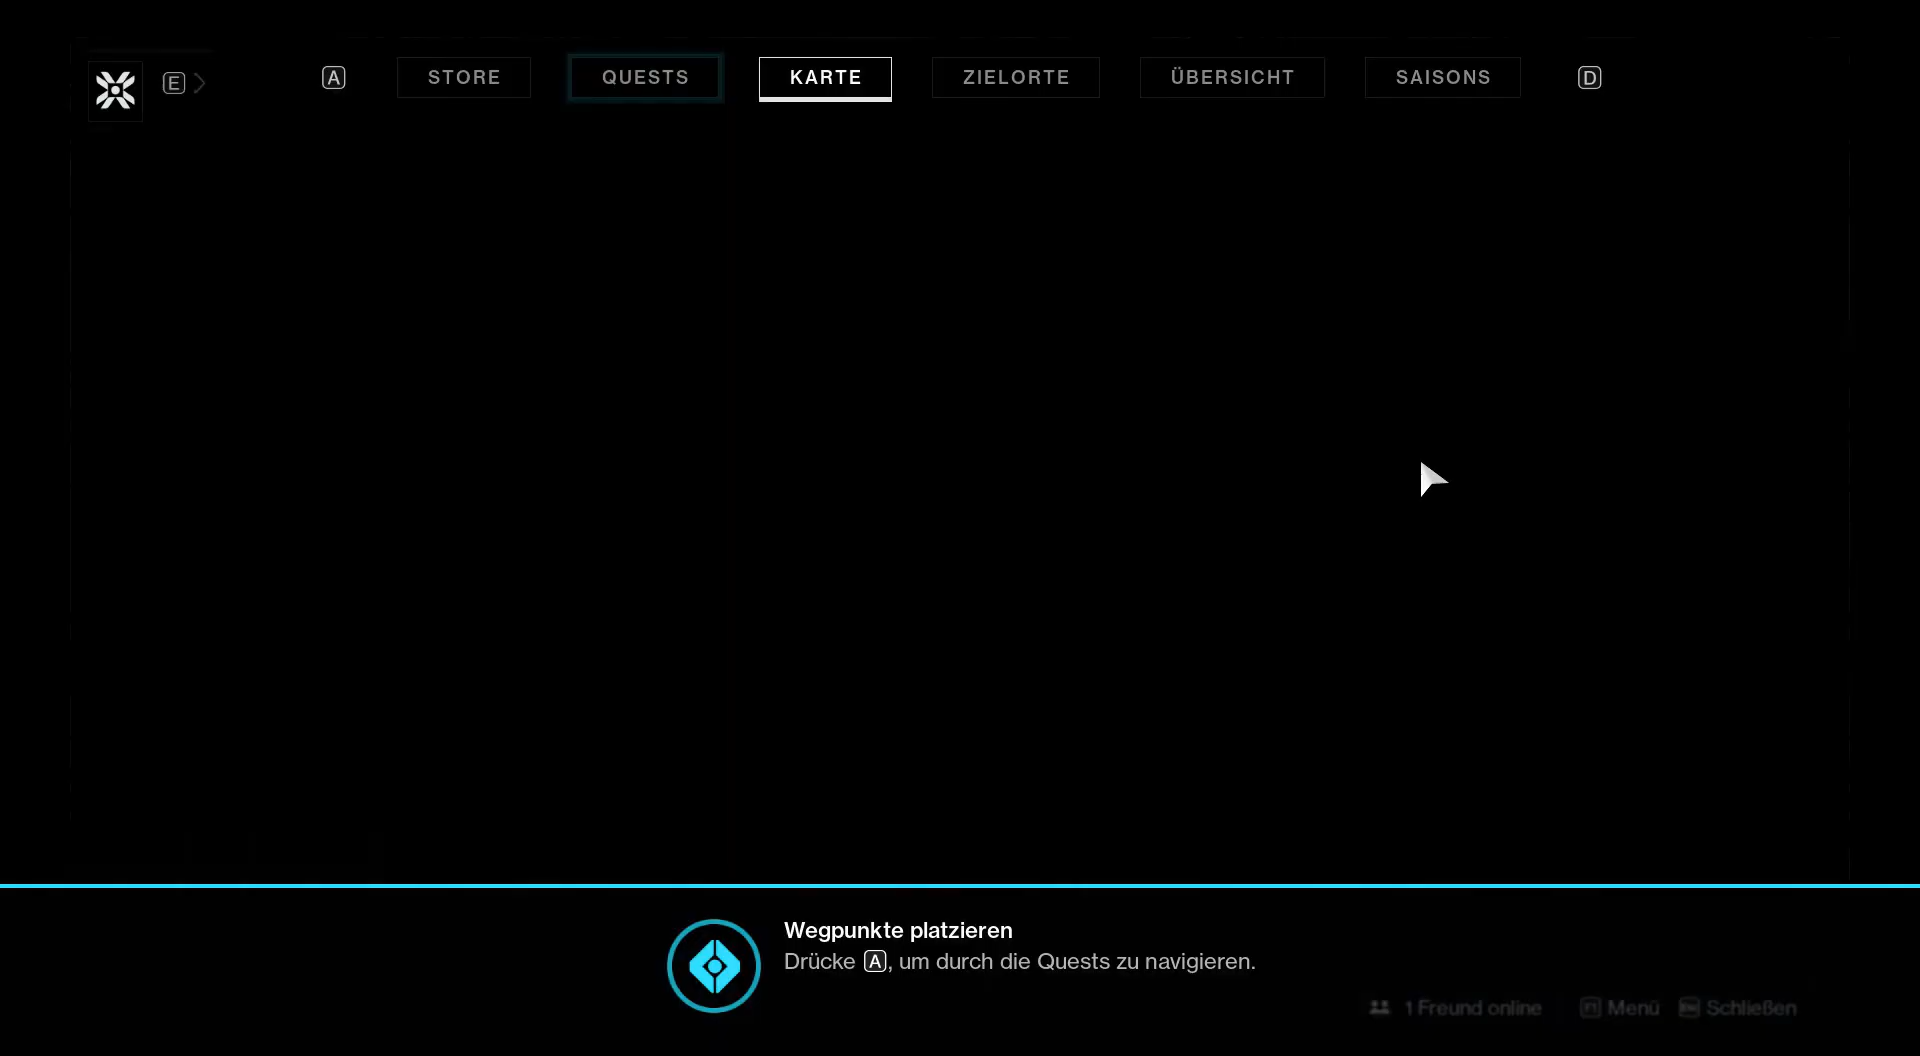 E
A
STORE
QUESTS
KARTE
ZIELORTE
ÜBERSICHT
SAISONS
D
Wegpunkte platzieren
Drücke A, um durch die Quests zu navigieren.
1 Freund online
F1 Menü
Schließen